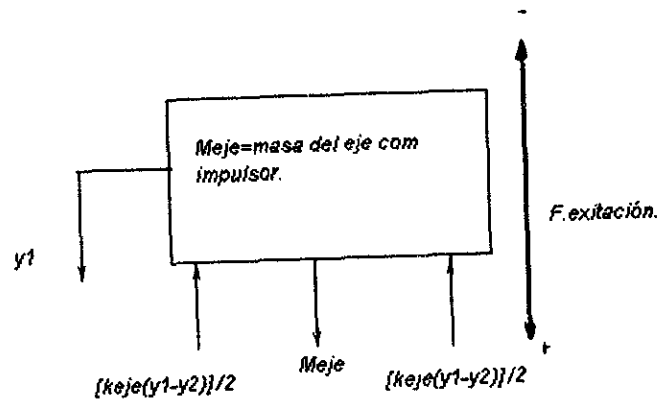 -
Meje=masa del eje com
impulsor.
F.exitación.
y1
+
{keje(y1-y2)}/2
Meje
{keje(y1-y2)}/2